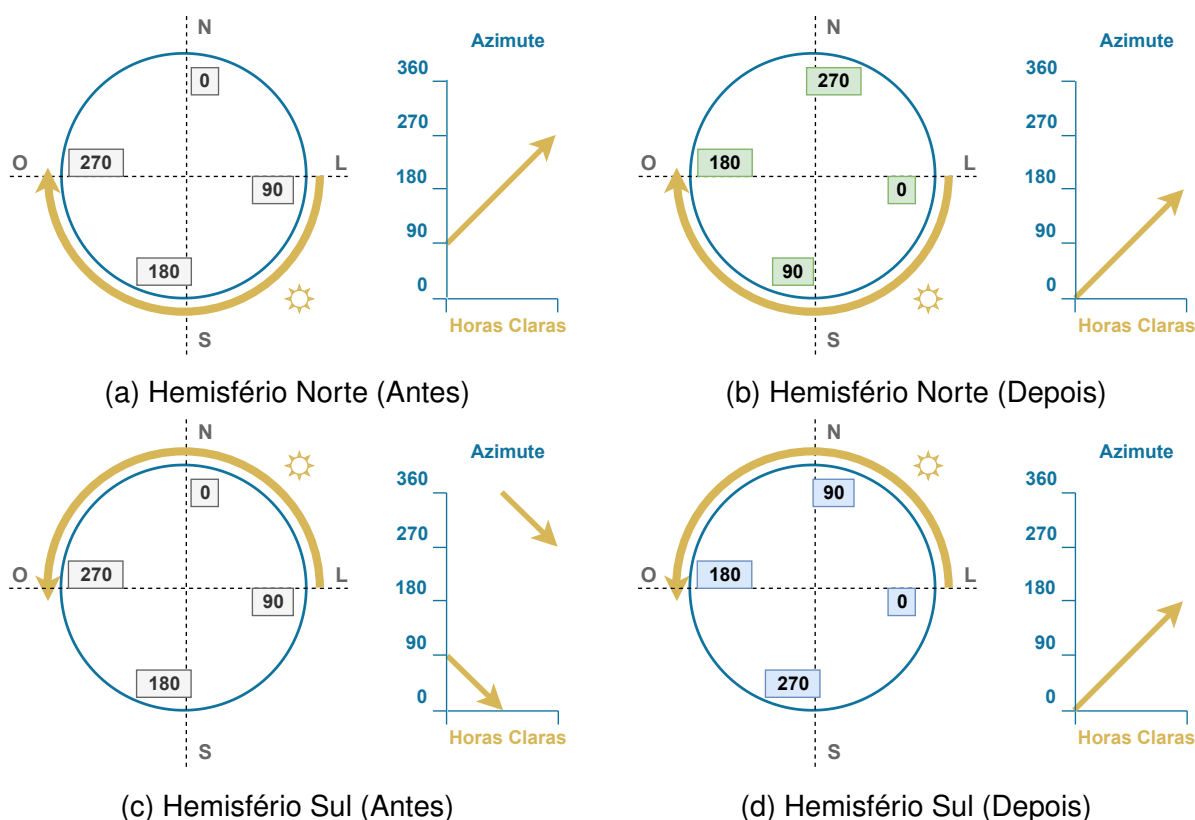 N
Azimute
0
360
270
180
90
0
O
270
L
90
180
S
Horas Claras
(a) Hemisfério Norte (Antes)
N
Azimute
270
360
270
180
90
0
O
180
L
0
90
S
Horas Claras
(b) Hemisfério Norte (Depois)
N
Azimute
0
360
270
180
90
0
O
270
L
90
180
S
Horas Claras
(c) Hemisfério Sul (Antes)
N
Azimute
90
360
270
180
90
0
O
180
L
0
270
S
Horas Claras
(d) Hemisfério Sul (Depois)